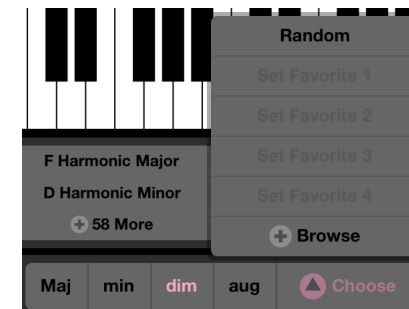 Random
Set Favorite 1
Set Favorite 2
Set Favorite 3
Set Favorite 4
Browse
F Harmonic Major
D Harmonic Minor
58 More
Maj min dim aug Choose